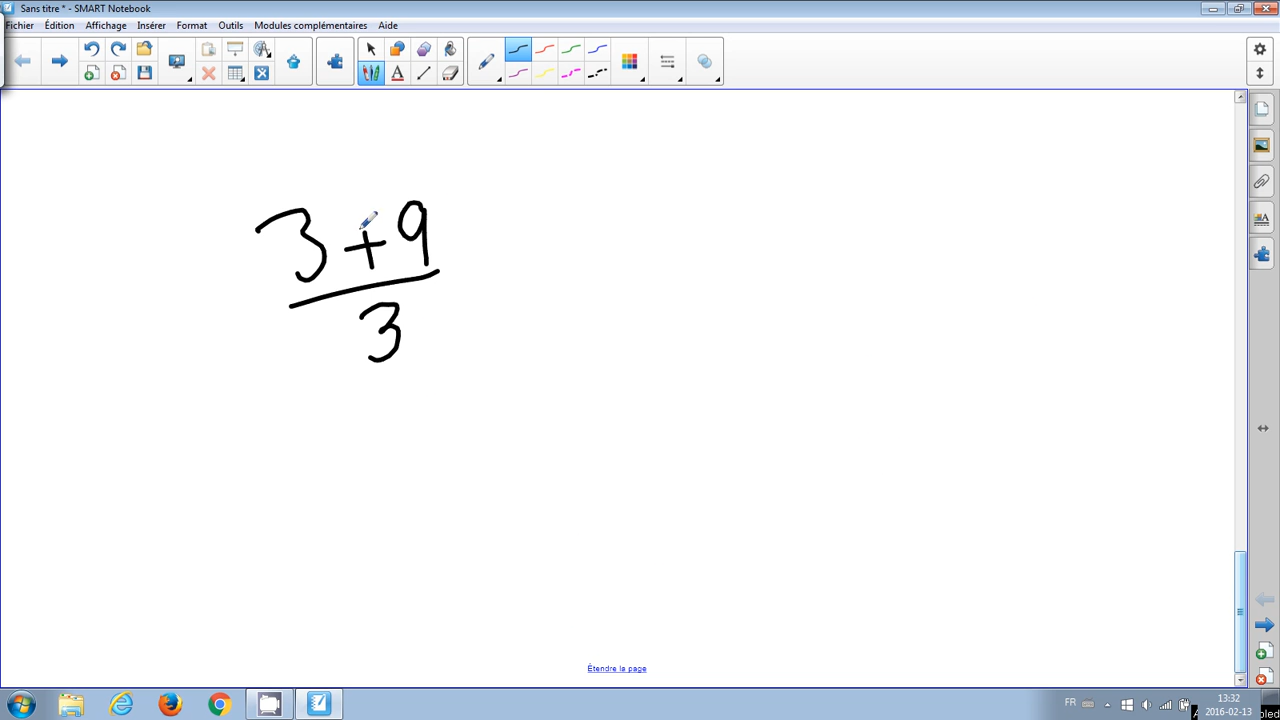 Sans titre * - SMART Notebook
Fichier Édition Affichage Insérer Format Outils Modules complémentaires Aide
3+9
3
Étendre la page
FR
13:32
2016-02-13